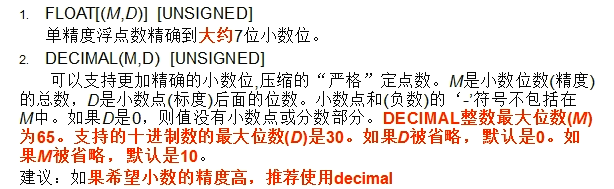 1. FLOAT[(M,D)] [UNSIGNED]
单精度浮点数精确到大约7位小数位。
2. DECIMAL(M,D) [UNSIGNED]
可以支持更加精确的小数位,压缩的“严格”定点数。M是小数位数(精度)
的总数，D是小数点(标度)后面的位数。小数点和(负数)的‘-’符号不包括在
M中。如果D是0，则值没有小数点或分数部分。DECIMAL整数最大位数(M)
为65。支持的十进制数的最大位数(D)是30。如果D被省略，默认是0。如
果M被省略，默认是10。
建议：如果希望小数的精度高，推荐使用decimal